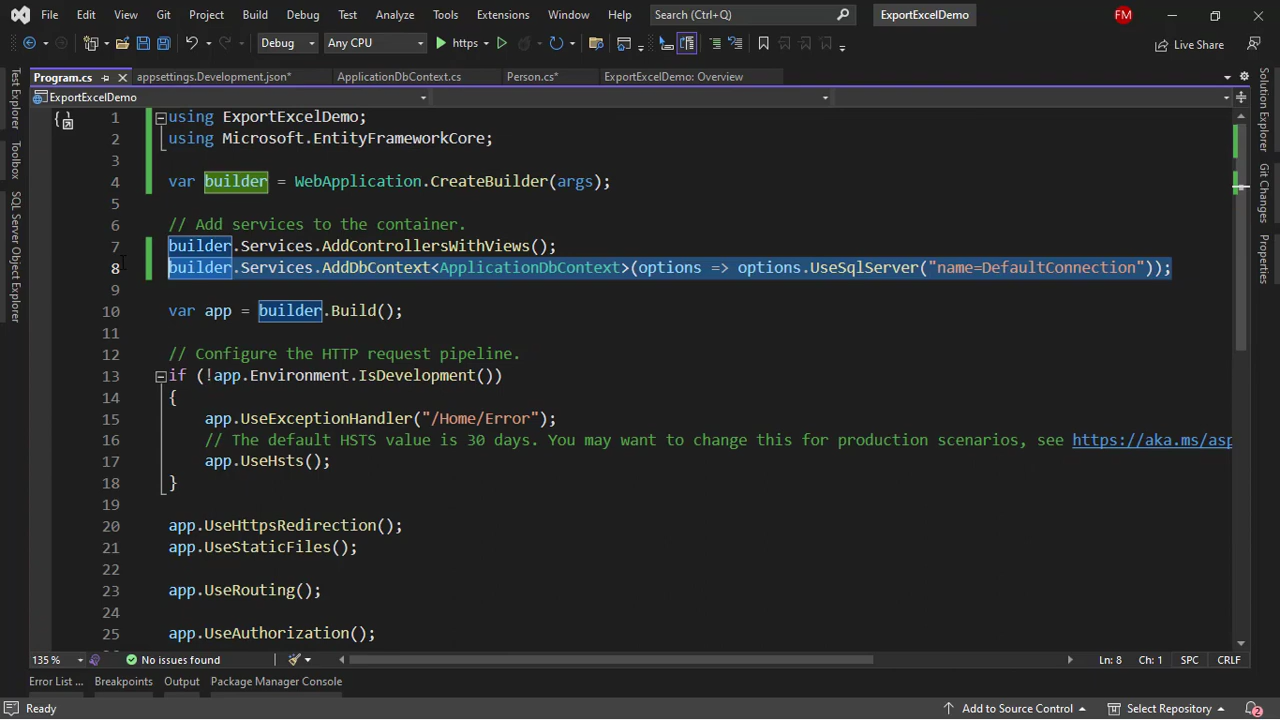 File Edit View Git Project Build Debug Test Analyze Tools Extensions Window Help Search (Ctrl+Q) ExportExcelDemo FM
Debug Any CPU https Live Share
Program.cs appsettings.Development.json* ApplicationDbContext.cs Person.cs* ExportExcelDemo: Overview
ExportExcelDemo
Test Explorer
Toolbox
SQL Server Object Explorer
1 using ExportExcelDemo;
2 using Microsoft.EntityFrameworkCore;
3
4 var builder = WebApplication.CreateBuilder(args);
5
6 // Add services to the container.
7 builder.Services.AddControllersWithViews();
8 builder.Services.AddDbContext<ApplicationDbContext>(options => options.UseSqlServer("name=DefaultConnection"));
9
10 var app = builder.Build();
11
12 // Configure the HTTP request pipeline.
13 if (!app.Environment.IsDevelopment())
14 {
15 app.UseExceptionHandler("/Home/Error");
16 // The default HSTS value is 30 days. You may want to change this for production scenarios, see https://aka.ms/asp
17 app.UseHsts();
18 }
19
20 app.UseHttpsRedirection();
21 app.UseStaticFiles();
22
23 app.UseRouting();
24
25 app.UseAuthorization();
Solution Explorer
Git Changes
Properties
135 % No issues found Ln: 8 Ch: 1 SPC CRLF
Error List ... Breakpoints Output Package Manager Console
Ready Add to Source Control Select Repository 2